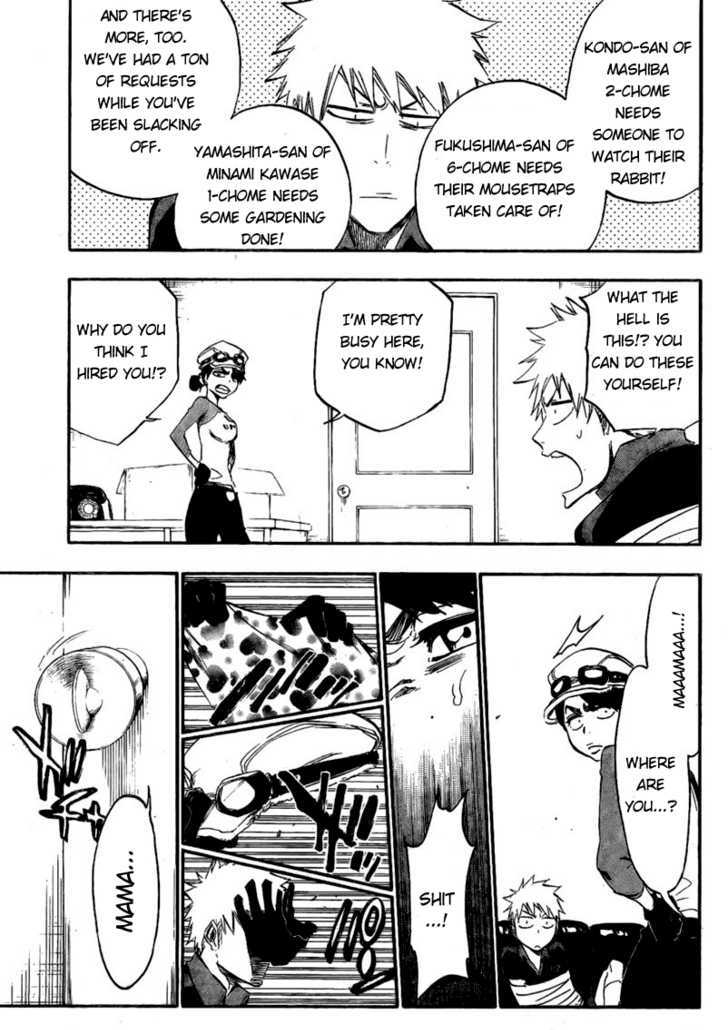 KONDO-SAN OF
MASHIBA
2-CHOME
NEEDS
SOMEONE TO
WATCH THEIR
RABBIT!
FUKUSHIMA-SAN OF
6-CHOME NEEDS
THEIR MOUSETRAPS
TAKEN CARE OF!
YAMASHITA-SAN OF
MINAMI KAWASE
1-CHOME NEEDS
SOME GARDENING
DONE!
AND THERE'S
MORE, TOO.
WE'VE HAD A TON
OF REQUESTS
WHILE YOU'VE
BEEN SLACKING
OFF.
WHAT THE
HELL IS
THIS!? YOU
CAN DO THESE
YOURSELF!
I'M PRETTY
BUSY HERE,
YOU KNOW!
WHY DO YOU
THINK I
HIRED YOU!?
MAAAMAAA...!
WHERE
ARE
YOU...?
SHIT
...!
MAMA...